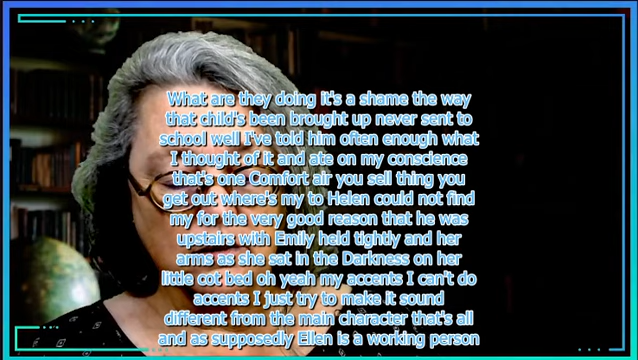 What are they doing it's a shame the way
that child's been brought up never sent to
school well I've told him often enough what
I thought of it and ate on my conscience
that's one Comfort air you sell thing you
get out where's my to Helen could not find
my for the very good reason that he was
upstairs with Emily held tightly and her
arms as she sat in the Darkness on her
little cot bed oh yeah my accents I can't do
accents I just try to make it sound
different from the main character that's all
and as supposedly Ellen is a working person